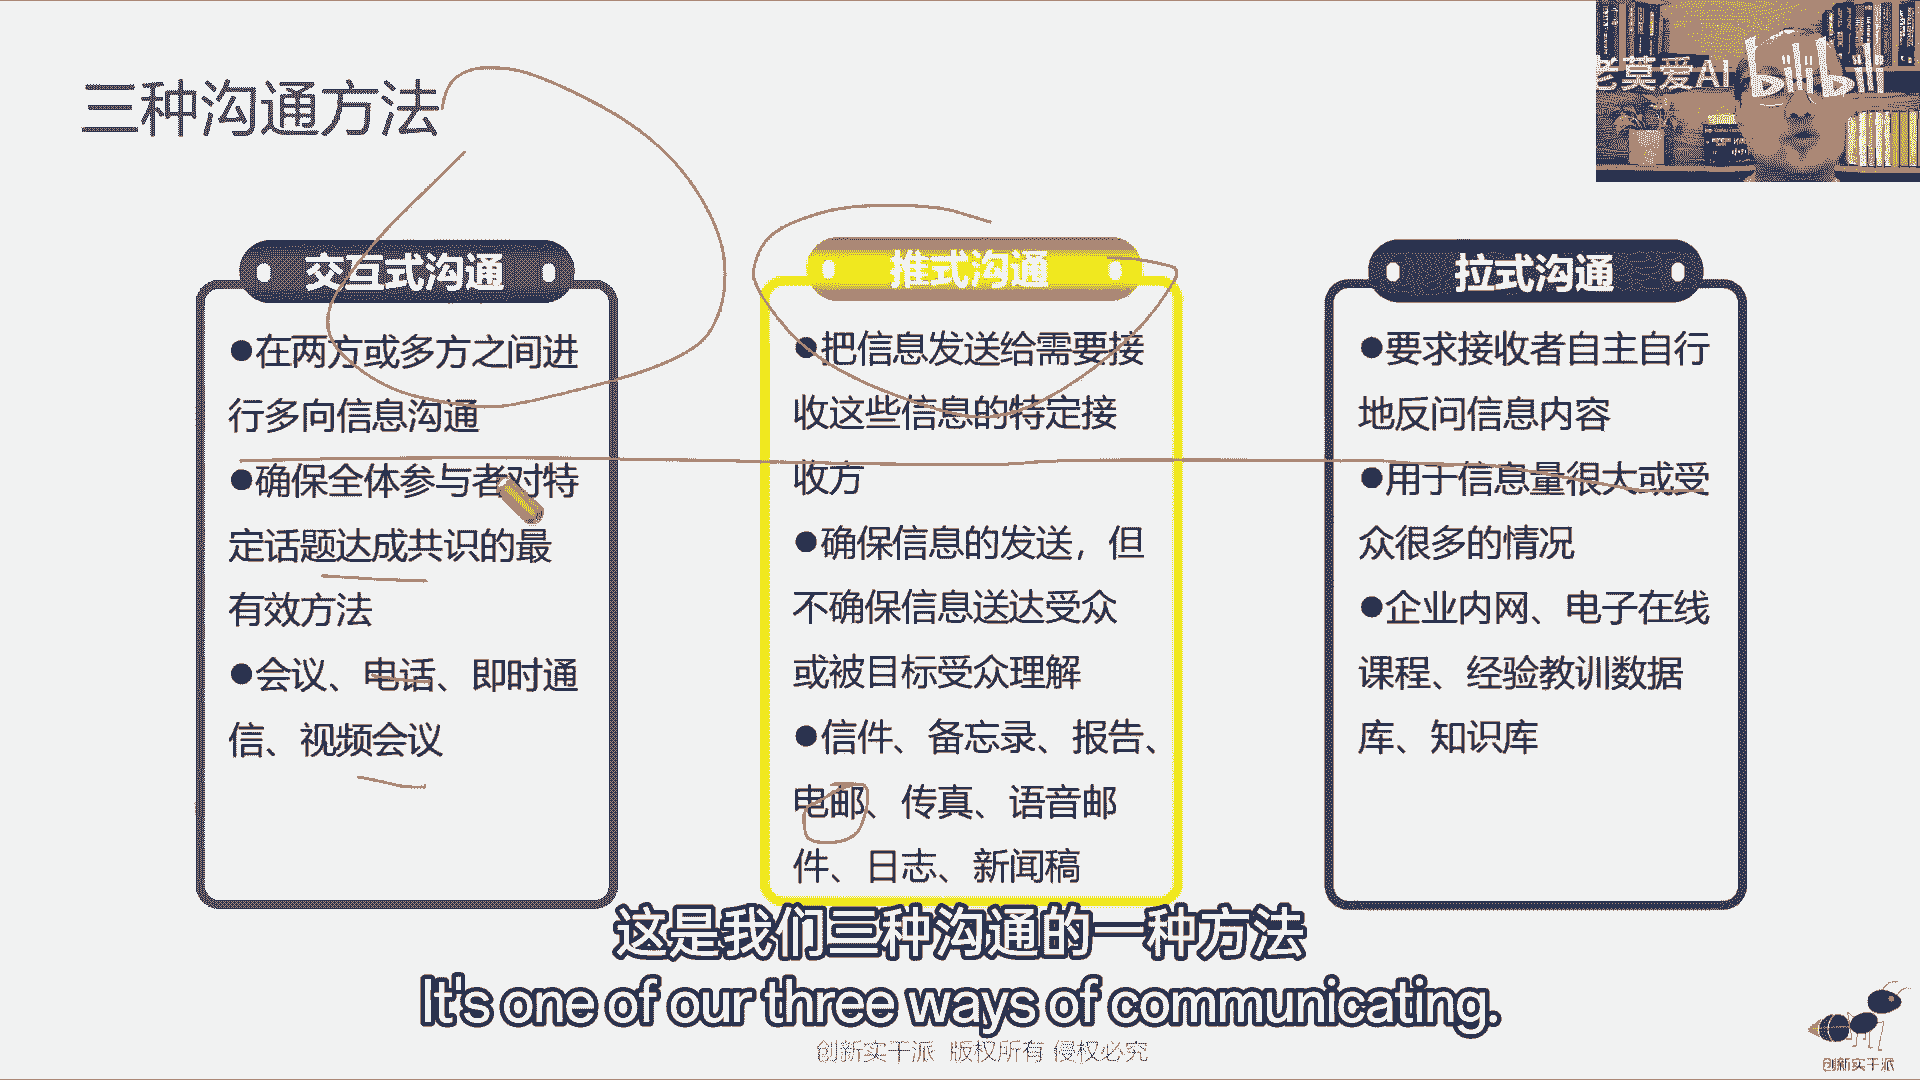 三种沟通方法
老莫爱AI
bilibili
交互式沟通
●在两方或多方之间进
行多向信息沟通
●确保全体参与者对特
定话题达成共识的最
有效方法
●会议、电话、即时通
信、视频会议
推式沟通
●把信息发送给需要接
收这些信息的特定接
收方
●确保信息的发送，但
不确保信息送达受众
或被目标受众理解
●信件、备忘录、报告、
电邮、传真、语音邮
件、日志、新闻稿
拉式沟通
●要求接收者自主自行
地反问信息内容
●用于信息量很大或受
众很多的情况
●企业内网、电子在线
课程、经验教训数据
库、知识库
这是我们三种沟通的一种方法
It's one of our three ways of communicating.
创新实干派 版权所有 侵权必究
创新实干派